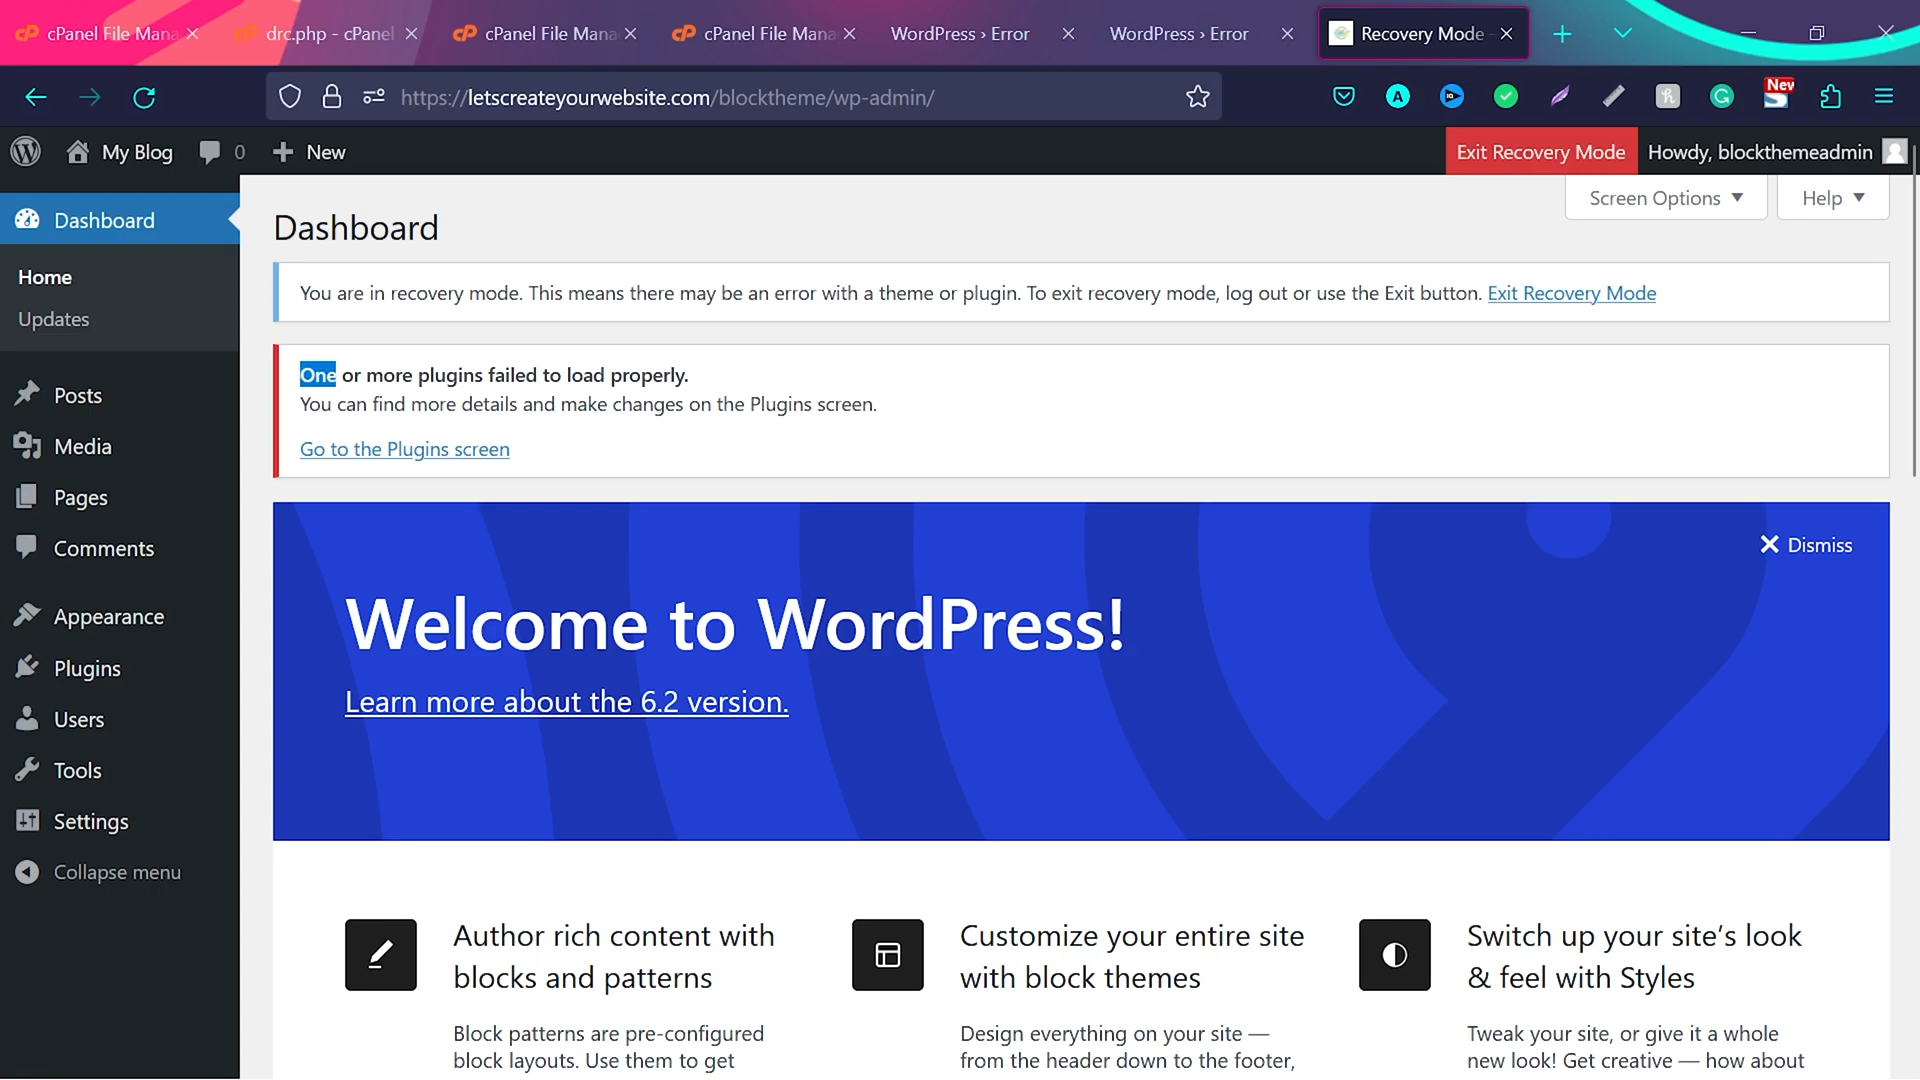 cPanel File Mana
drc.php - cPanel
cPanel File Mana
cPanel File Mana
WordPress › Error
WordPress › Error
Recovery Mode -
https://letscreateyourwebsite.com/blocktheme/wp-admin/
New
My Blog
0
New
Exit Recovery Mode
Howdy, blockthemeadmin
Screen Options
Help
Dashboard
Home
Updates
Posts
Media
Pages
Comments
Appearance
Plugins
Users
Tools
Settings
Collapse menu
Dashboard
You are in recovery mode. This means there may be an error with a theme or plugin. To exit recovery mode, log out or use the Exit button. Exit Recovery Mode
One or more plugins failed to load properly.
You can find more details and make changes on the Plugins screen.
Go to the Plugins screen
Dismiss
Welcome to WordPress!
Learn more about the 6.2 version.
Author rich content with
blocks and patterns
Block patterns are pre-configured
block layouts. Use them to get
Customize your entire site
with block themes
Design everything on your site —
from the header down to the footer,
Switch up your site’s look
& feel with Styles
Tweak your site, or give it a whole
new look! Get creative — how about